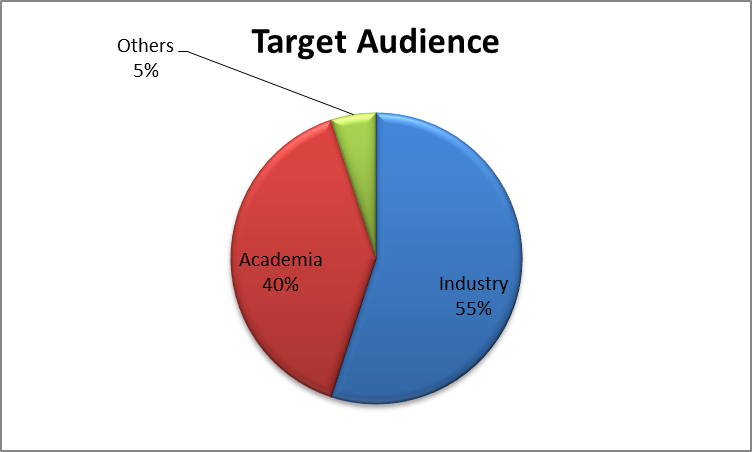 Target Audience
Others
5%
Academia
40%
Industry
55%